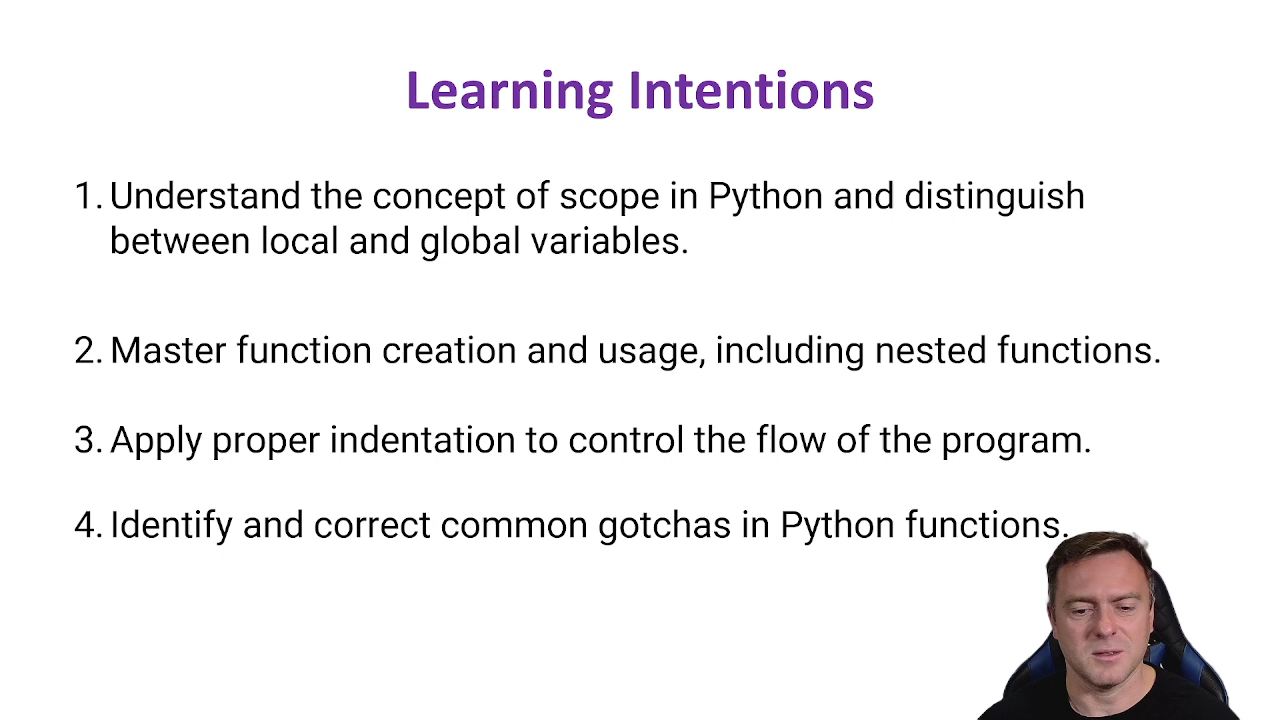 Learning Intentions
1. Understand the concept of scope in Python and distinguish
between local and global variables.
2. Master function creation and usage, including nested functions.
3. Apply proper indentation to control the flow of the program.
4. Identify and correct common gotchas in Python functions.